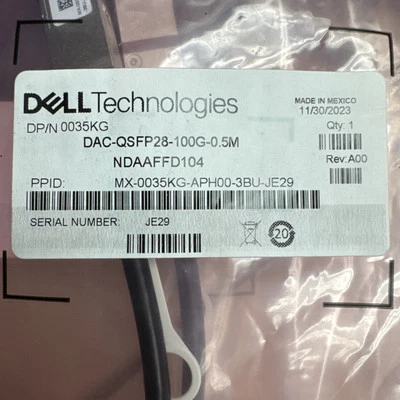 DELLTechnologies
MADE IN MEXICO
11/30/2023
DP/N 0035KG
Qty: 1
DAC-QSFP28-100G-0.5M
NDAAFFD104
Rev:A00
PPID: MX-0035KG-APH00-3BU-JE29
SERIAL NUMBER: JE29
20